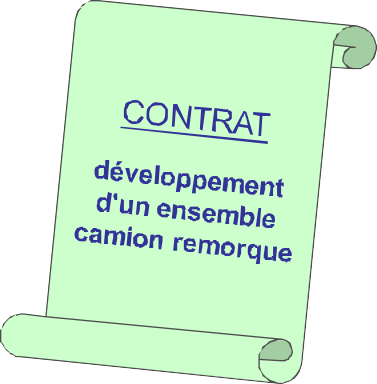 CONTRAT
développement
d'un ensemble
camion remorque